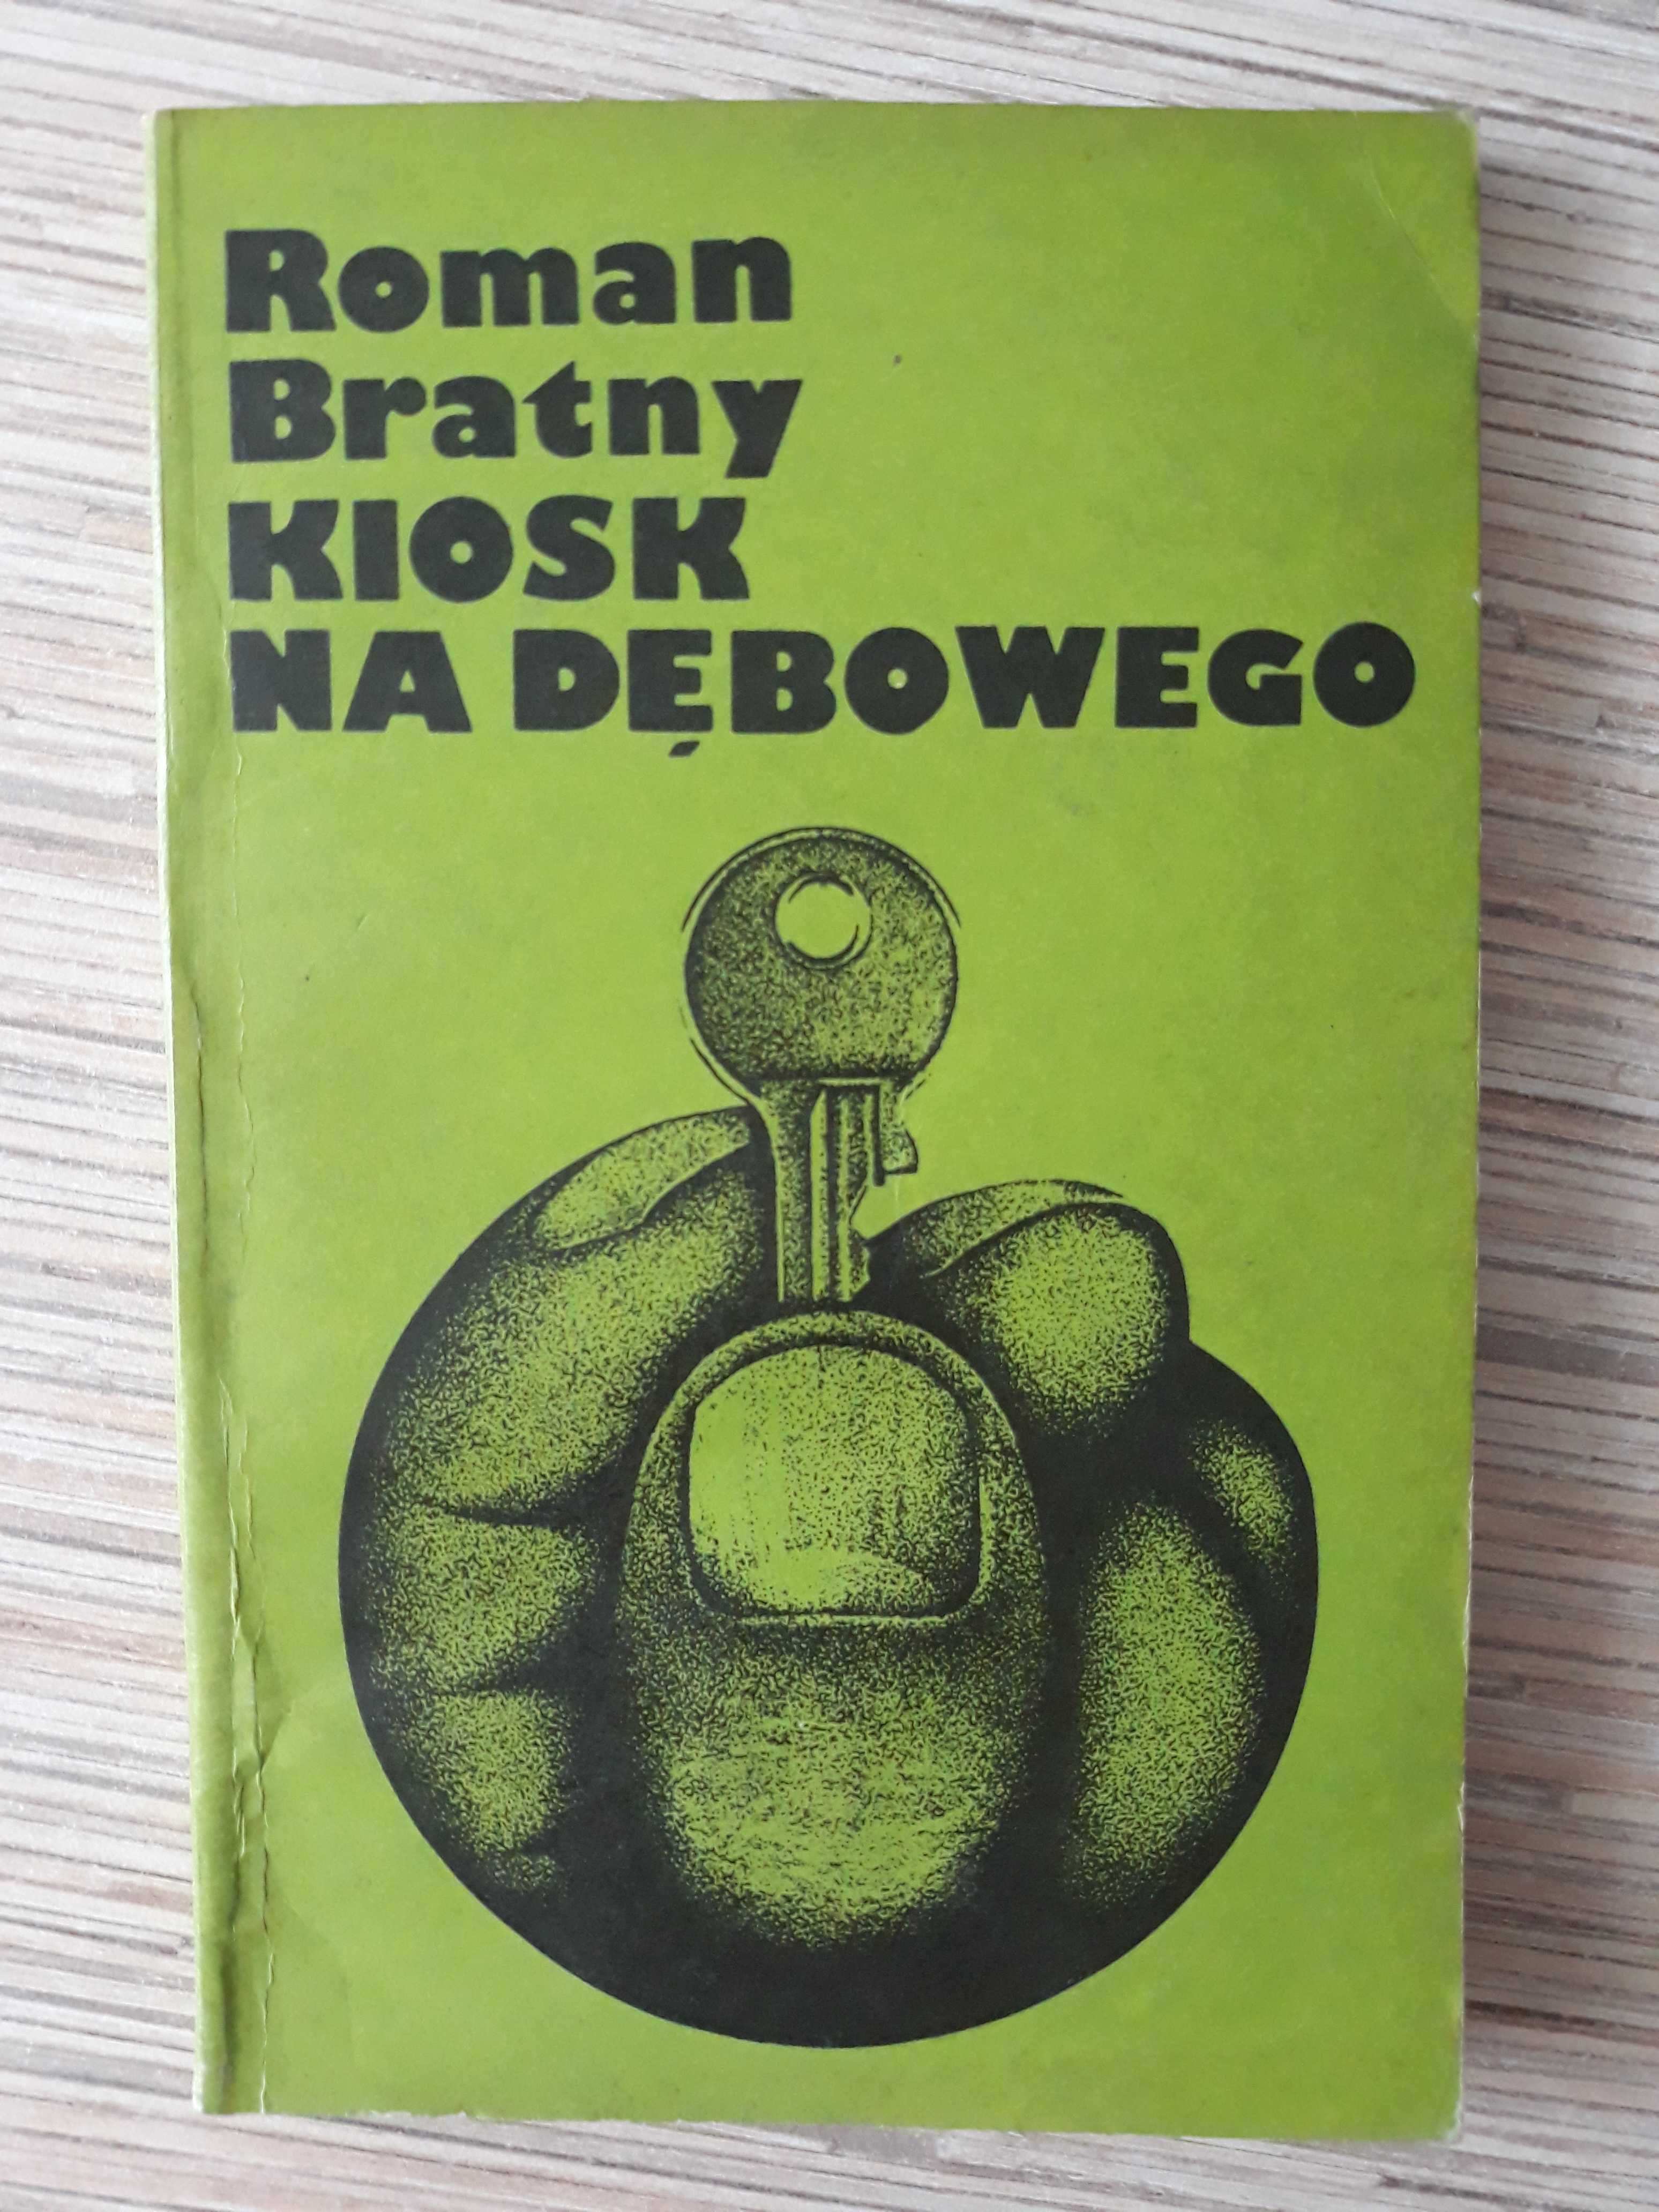 Roman
Bratny
KIOSK
NA DĘBOWEGO